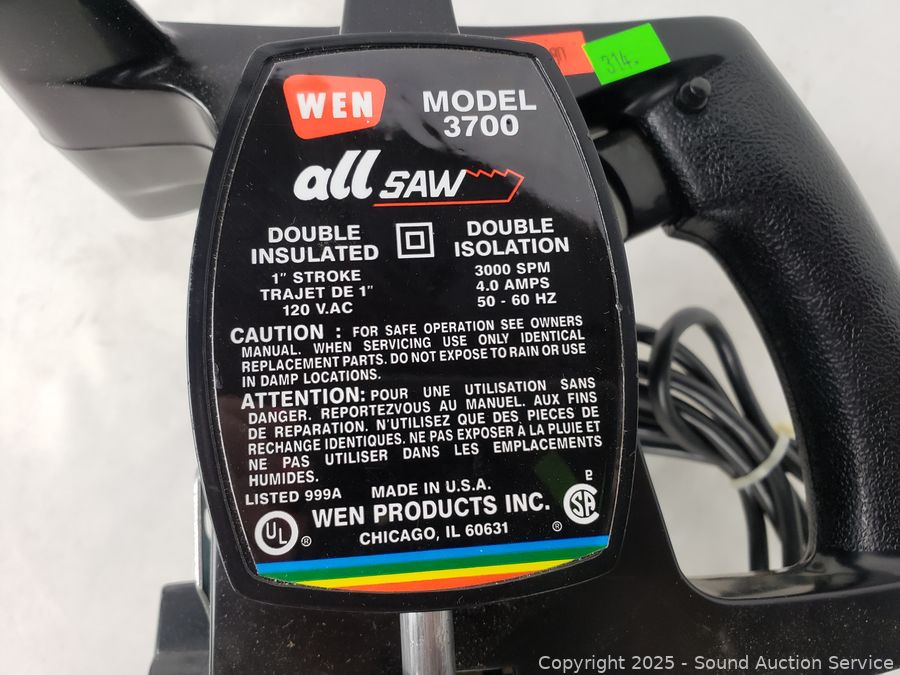 314.
WEN
MODEL
3700
all SAW
DOUBLE
INSULATED
DOUBLE
ISOLATION
1" STROKE
TRAJET DE 1"
120 V.AC
3000 SPM
4.0 AMPS
50 - 60 HZ
CAUTION : FOR SAFE OPERATION SEE OWNERS
MANUAL. WHEN SERVICING USE ONLY IDENTICAL
REPLACEMENT PARTS. DO NOT EXPOSE TO RAIN OR USE
IN DAMP LOCATIONS.
ATTENTION: POUR UNE UTILISATION SANS
DANGER. REPORTEZVOUS AU MANUEL. AUX FINS
DE REPARATION. N'UTILISEZ QUE DES PIECES DE
RECHANGE IDENTIQUES. NE PAS EXPOSER À LA PLUIE ET
NE PAS UTILISER DANS LES EMPLACEMENTS
HUMIDES.
LISTED 999A MADE IN U.S.A.
WEN PRODUCTS INC.
CHICAGO, IL 60631
UL ®
® SA
Copyright 2025 - Sound Auction Service